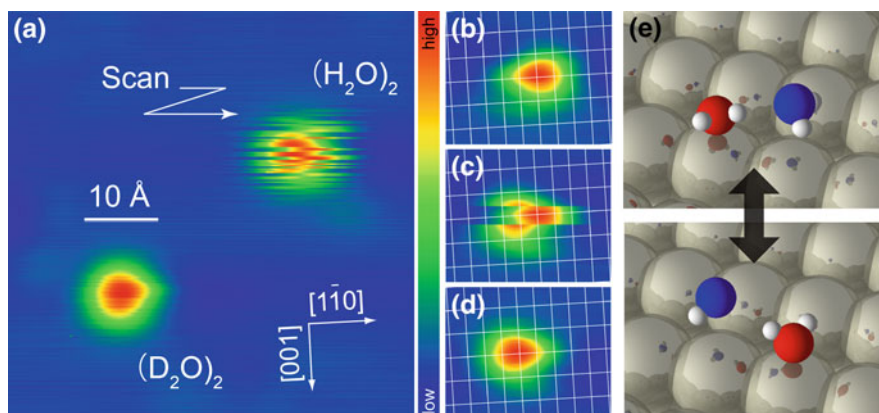 (a)
Scan
(H₂O)₂
10 Å
[11̄0]
[001]
(D₂O)₂
high
low
(b)
(c)
(d)
(e)